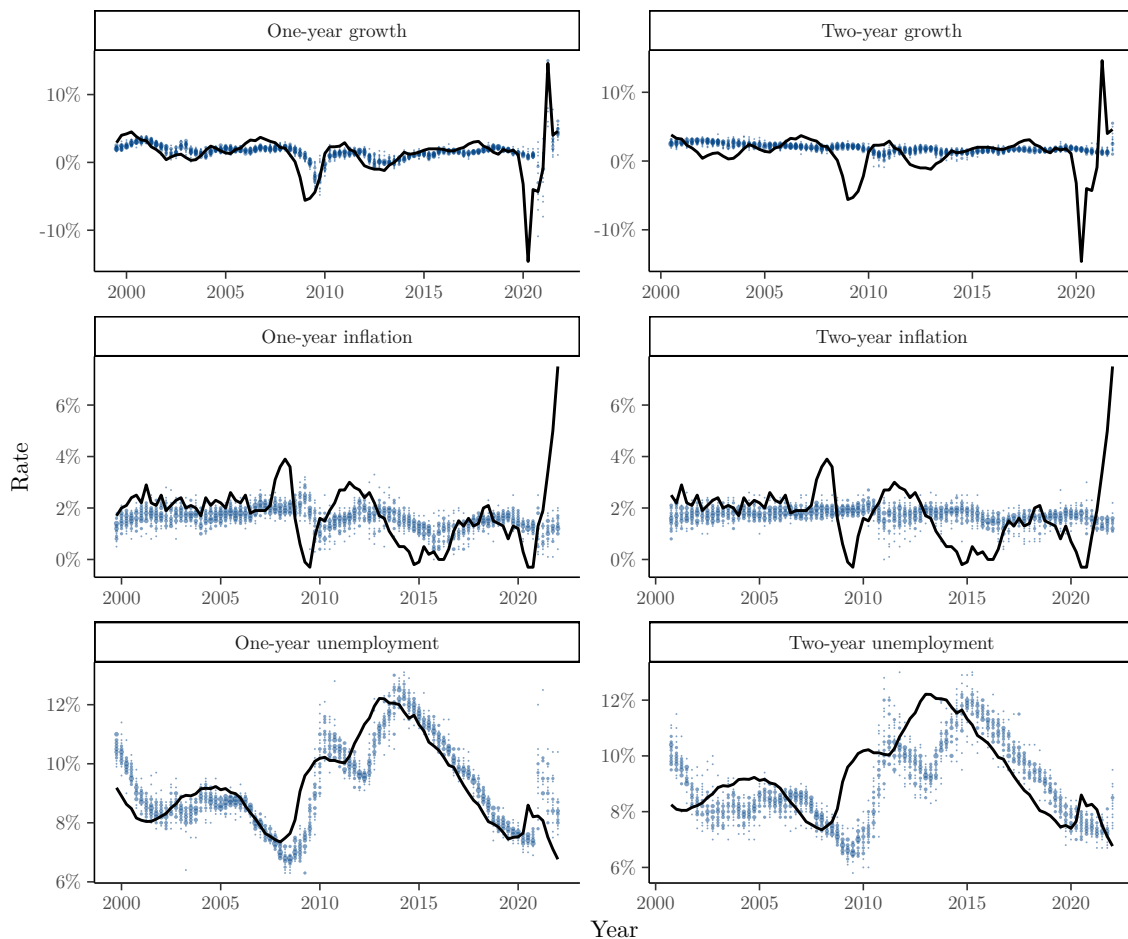 One-year growth
Two-year growth
10%
0%
-10%
10%
0%
-10%
2000 2005 2010 2015 2020
2000 2005 2010 2015 2020
One-year inflation
Two-year inflation
6%
4%
2%
0%
6%
4%
2%
0%
2000 2005 2010 2015 2020
2000 2005 2010 2015 2020
Rate
One-year unemployment
Two-year unemployment
12%
10%
8%
6%
12%
10%
8%
6%
2000 2005 2010 2015 2020
2000 2005 2010 2015 2020
Year